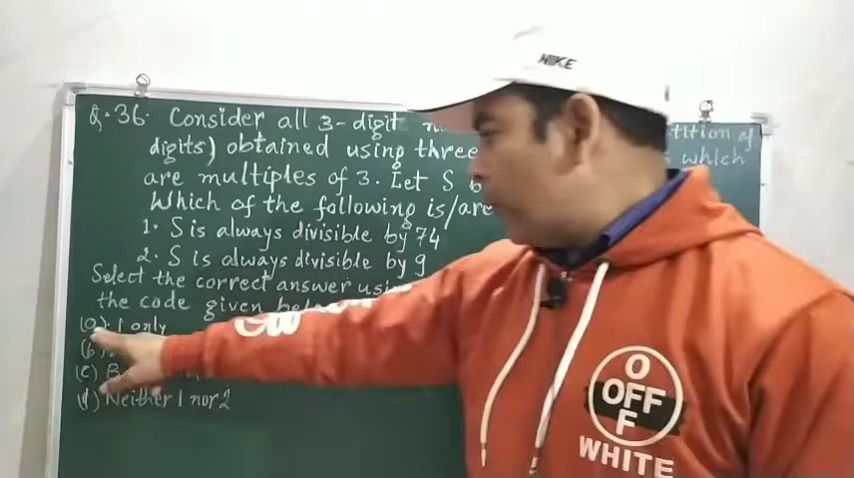 Q.36. Consider all 3-digit tition of
digits) obtained using three which
are multiples of 3. Let S
Which of the following is/are
1. S is always divisible by 74
2. S is always divisible by 9
Select the correct answer using
the code given
(a) 1 only
(b)
(c) B
(d) Neither 1 nor 2
NIKE
O
OFF
F
WHITE